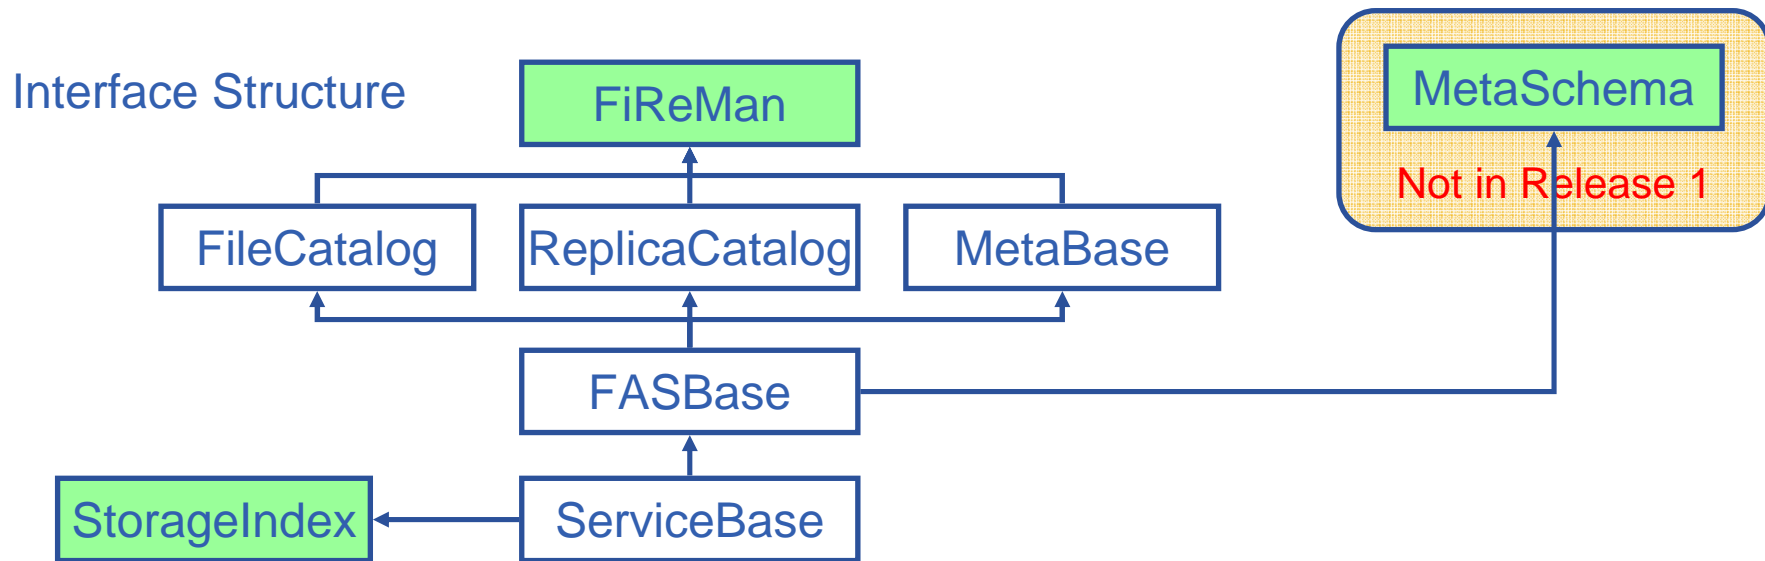 Interface Structure
FiReMan
MetaSchema
Not in Release 1
FileCatalog
ReplicaCatalog
MetaBase
FASBase
StorageIndex
ServiceBase